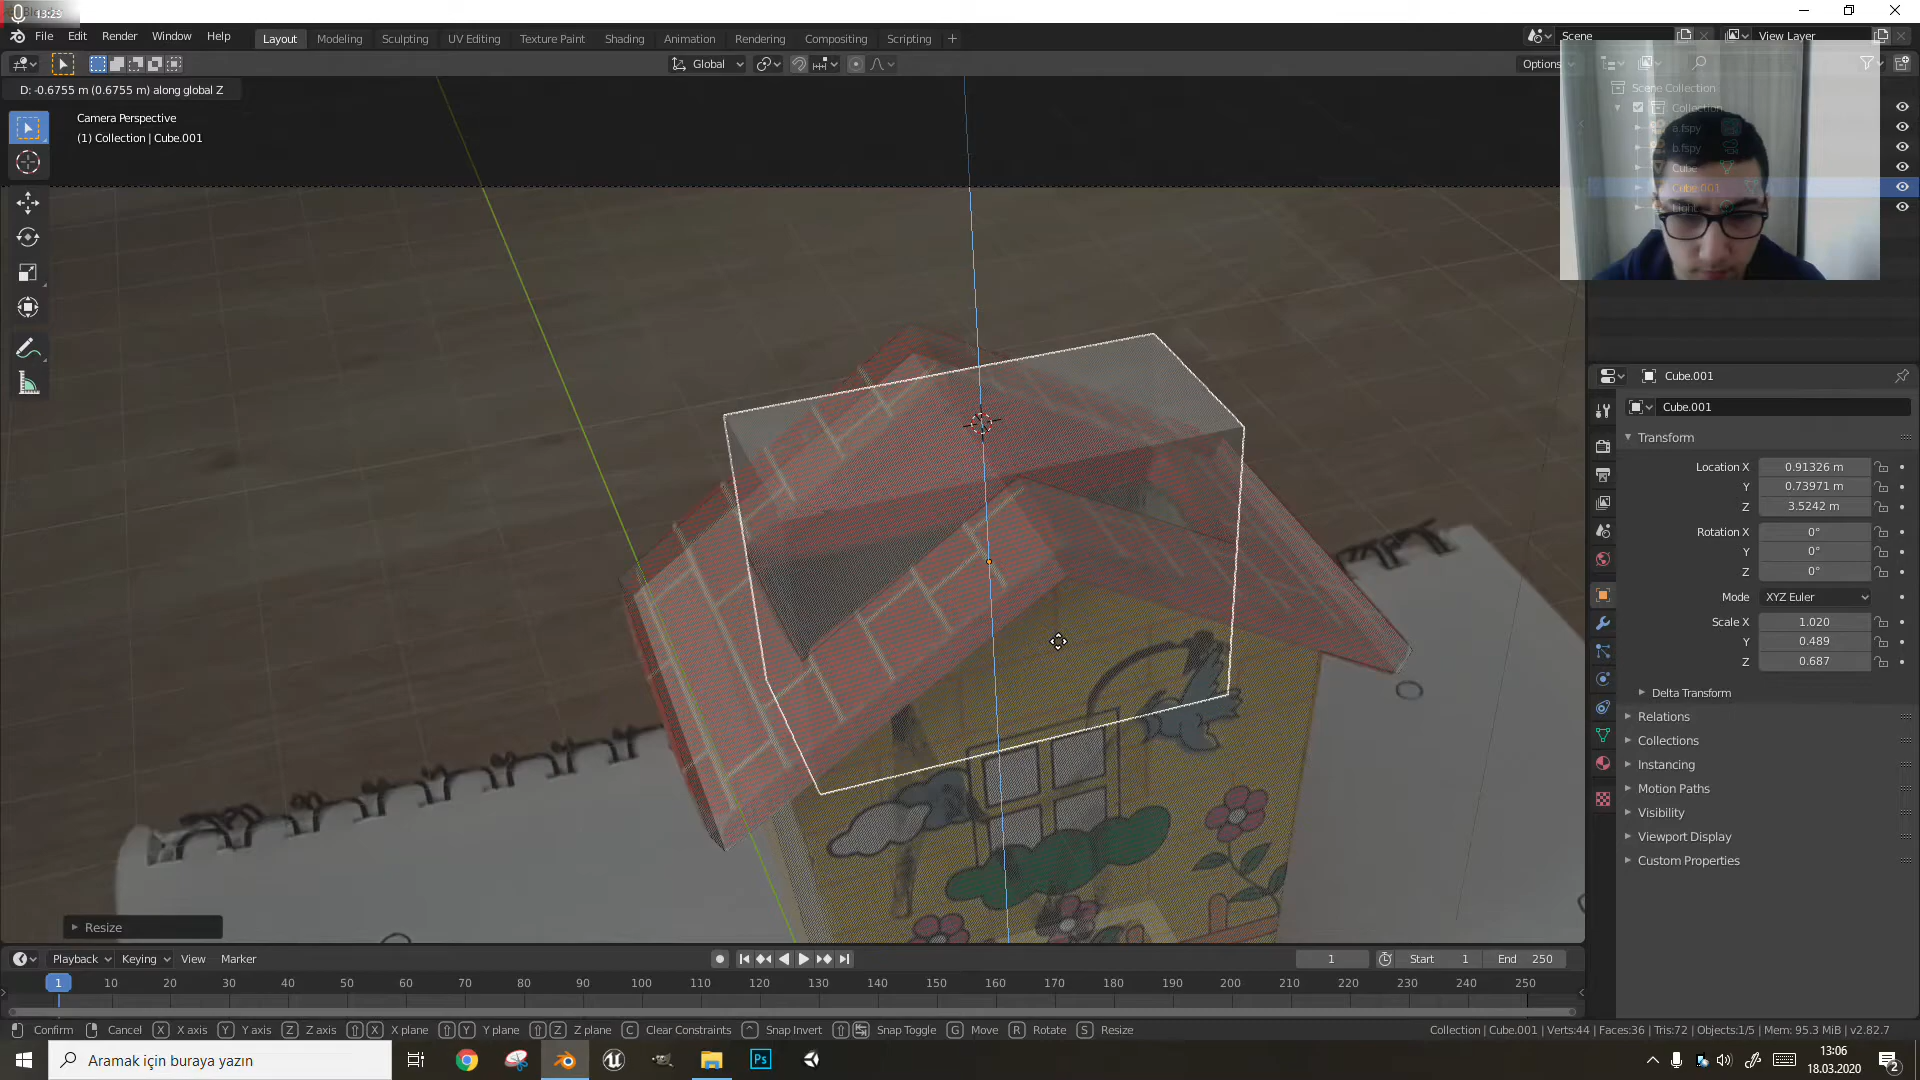 13:29
File Edit Render Window Help
Layout Modeling Sculpting UV Editing Texture Paint Shading Animation Rendering Compositing Scripting +
Scene View Layer
Global Options
D: -0.6755 m (0.6755 m) along global Z
Camera Perspective
(1) Collection | Cube.001
Scene Collection
Collection
a.fspy
b.fspy
Cube
Cube.001
Light
Cube.001
Cube.001
Transform
Location X 0.91326 m
Y 0.73971 m
Z 3.5242 m
Rotation X 0°
Y 0°
Z 0°
Mode XYZ Euler
Scale X 1.020
Y 0.489
Z 0.687
Delta Transform
Relations
Collections
Instancing
Motion Paths
Visibility
Viewport Display
Custom Properties
Resize
Playback Keying View Marker
1 Start 1 End 250
1 10 20 30 40 50 60 70 80 90 100 110 120 130 140 150 160 170 180 190 200 210 220 230 240 250
Confirm Cancel X X axis Y Y axis Z Z axis X X plane Y Y plane Z Z plane C Clear Constraints ^ Snap Invert Snap Toggle G Move R Rotate S Resize
Collection | Cube.001 | Verts:44 | Faces:36 | Tris:72 | Objects:1/5 | Mem: 95.3 MiB | v2.82.7
Aramak için buraya yazın
Ps
13:06
18.03.2020
2